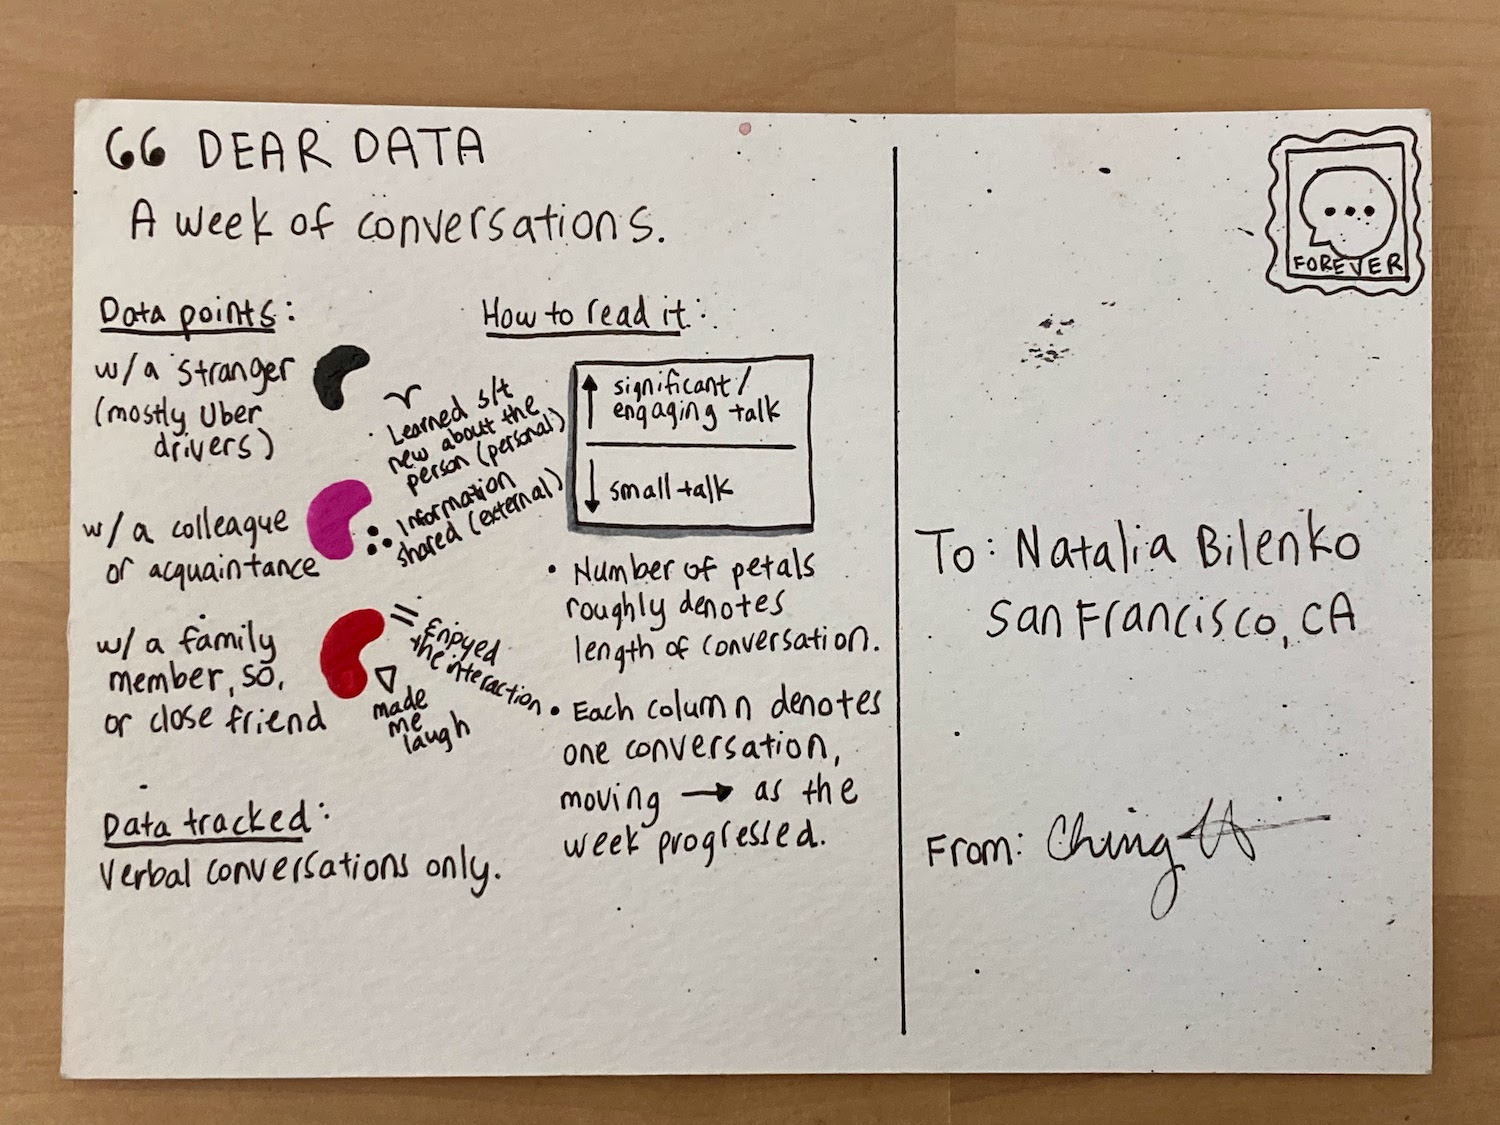 66 DEAR DATA
A week of conversations.
Data points:
w/a stranger
(mostly Uber
drivers)
w/a colleague
or acquaintance
w/a family
member, SO,
or close friend
Learned s/t
new about the
person (personal)
Information
shared (external)
= Enjoyed
the interaction
made
me
laugh
Data tracked:
Verbal conversations only.
How to read it:
↑ significant/
engaging talk
↓ small talk
• Number of petals
roughly denotes
length of conversation.
• Each column denotes
one conversation,
moving → as the
week progressed.
FOREVER
To: Natalia Bilenko
San Francisco, CA
From: Ching